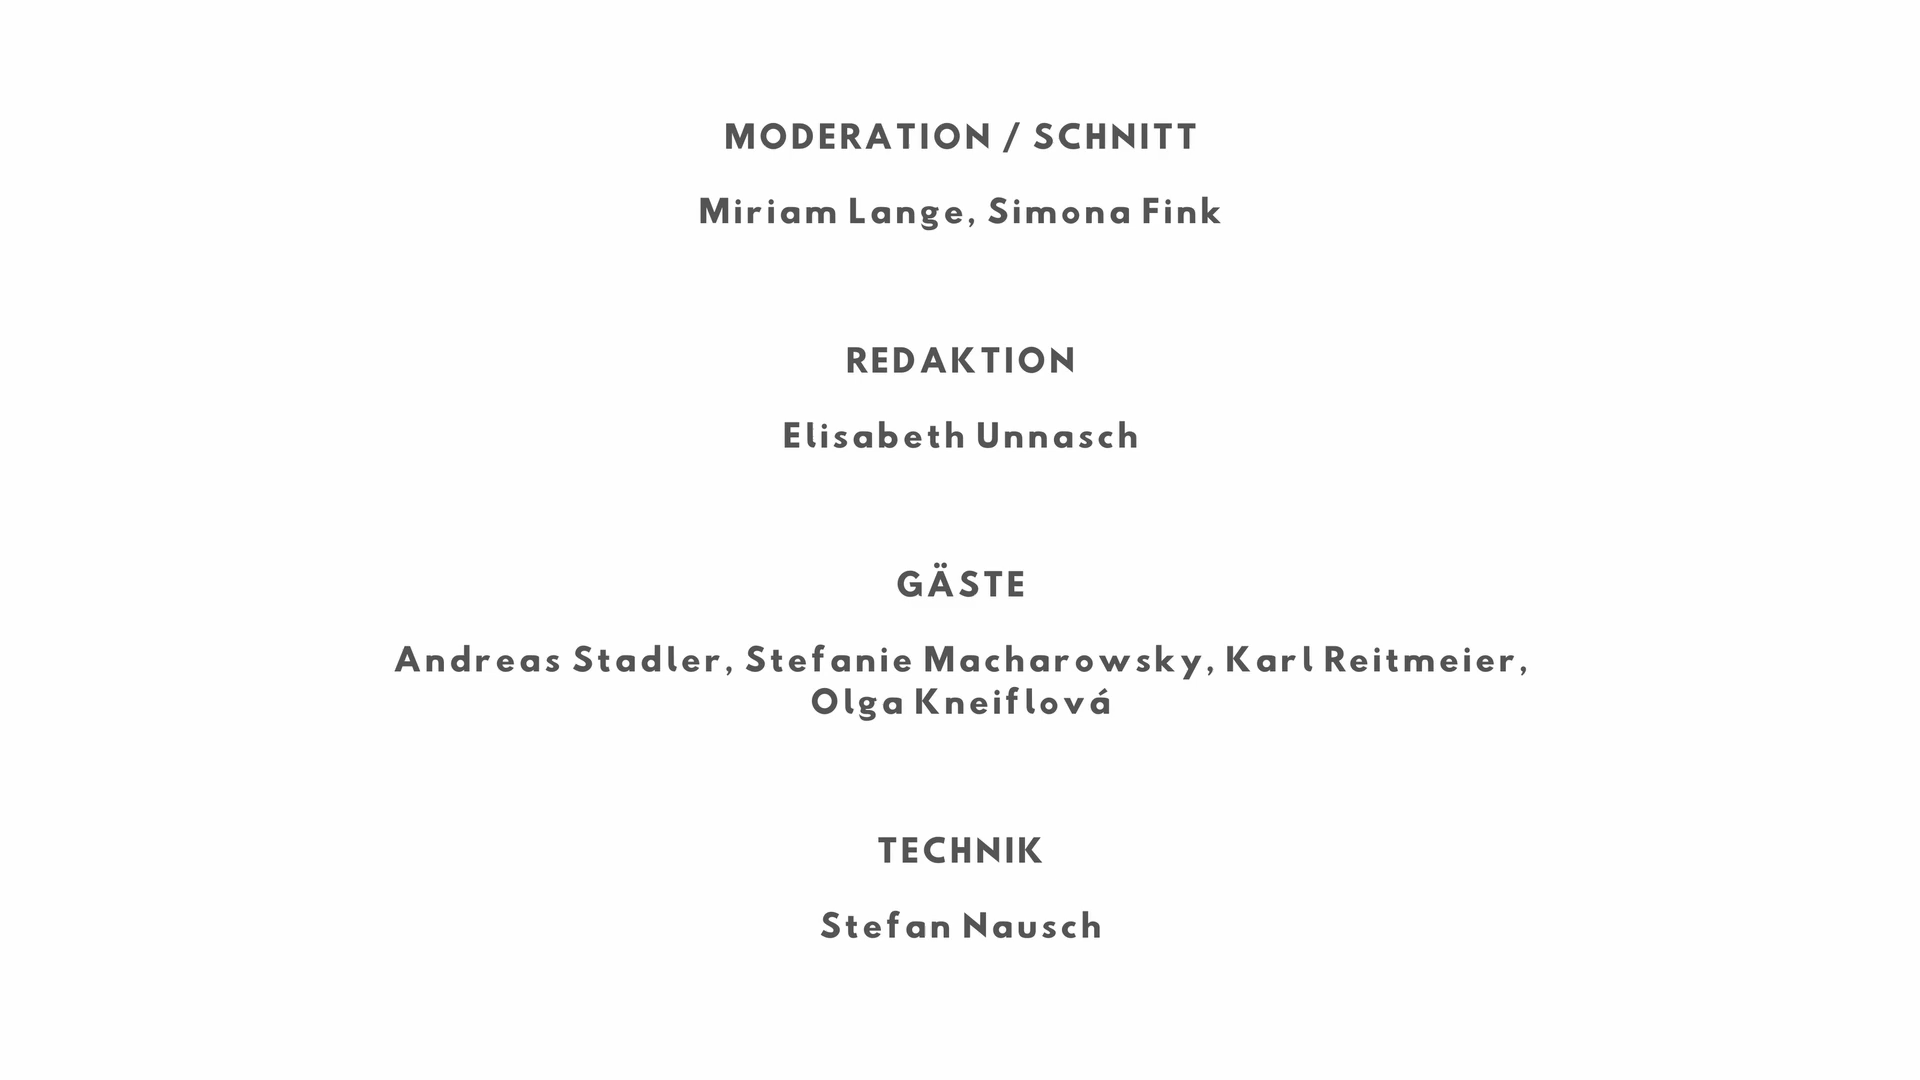 MODERATION / SCHNITT
Miriam Lange, Simona Fink
REDAKTION
Elisabeth Unnasch
GÄSTE
Andreas Stadler, Stefanie Macharowsky, Karl Reitmeier,
Olga Kneiflová
TECHNIK
Stefan Nausch